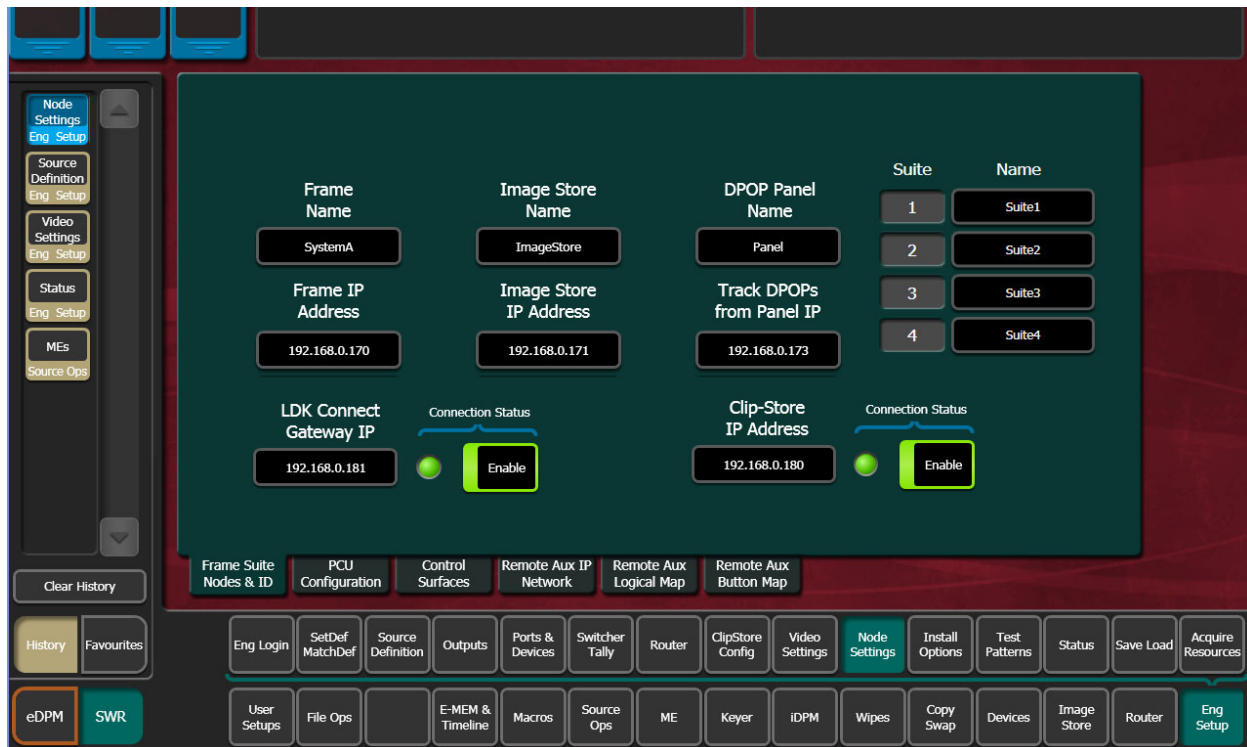 Node
Settings
Eng Setup
Source
Definition
Eng Setup
Video
Settings
Eng Setup
Status
Eng Setup
MEs
Source Ops
Clear History
History
Favourites
eDPM
SWR
Frame
Name
SystemA
Image Store
Name
ImageStore
DPOP Panel
Name
Panel
Suite
Name
1
Suite1
2
Suite2
3
Suite3
4
Suite4
Frame IP
Address
192.168.0.170
Image Store
IP Address
192.168.0.171
Track DPOPs
from Panel IP
192.168.0.173
LDK Connect
Gateway IP
192.168.0.181
Connection Status
Enable
Clip-Store
IP Address
192.168.0.180
Connection Status
Enable
Frame Suite
Nodes & ID
PCU
Configuration
Control
Surfaces
Remote Aux IP
Network
Remote Aux
Logical Map
Remote Aux
Button Map
Eng Login
SetDef
MatchDef
Source
Definition
Outputs
Ports &
Devices
Switcher
Tally
Router
ClipStore
Config
Video
Settings
Node
Settings
Install
Options
Test
Patterns
Status
Save Load
Acquire
Resources
User
Setups
File Ops
E-MEM &
Timeline
Macros
Source
Ops
ME
Keyer
iDPM
Wipes
Copy
Swap
Devices
Image
Store
Router
Eng
Setup